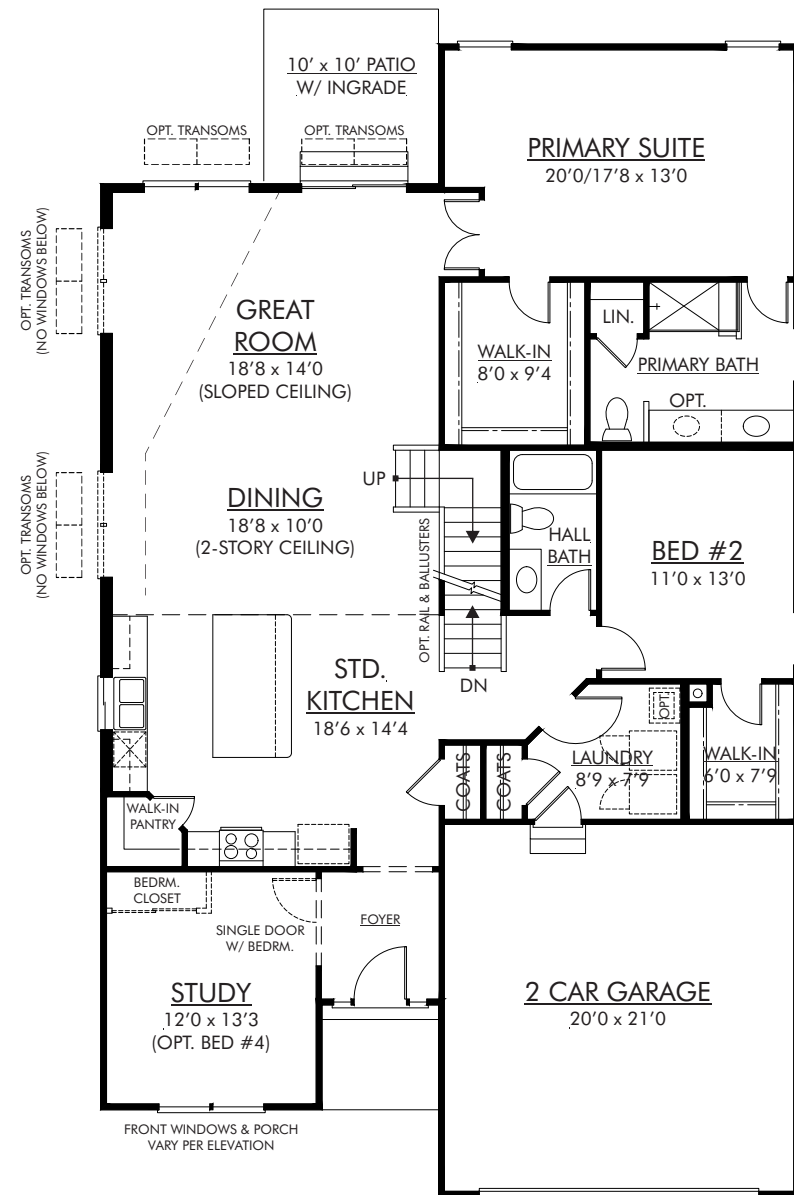 10' x 10' PATIO
W/ INGRADE
OPT. TRANSOMS
OPT. TRANSOMS
PRIMARY SUITE
20'0/17'8 x 13'0
OPT. TRANSOMS
(NO WINDOWS BELOW)
GREAT
ROOM
18'8 x 14'0
(SLOPED CEILING)
WALK-IN
8'0 x 9'4
LIN.
PRIMARY BATH
OPT.
OPT. TRANSOMS
(NO WINDOWS BELOW)
DINING
18'8 x 10'0
(2-STORY CEILING)
UP
OPT. RAIL & BALLUSTERS
HALL
BATH
BED #2
11'0 x 13'0
STD.
KITCHEN
18'6 x 14'4
DN
OPT.
COATS
COATS
LAUNDRY
8'9 x 7'9
WALK-IN
6'0 x 7'9
WALK-IN
PANTRY
BEDRM.
CLOSET
SINGLE DOOR
W/ BEDRM.
FOYER
STUDY
12'0 x 13'3
(OPT. BED #4)
2 CAR GARAGE
20'0 x 21'0
FRONT WINDOWS & PORCH
VARY PER ELEVATION